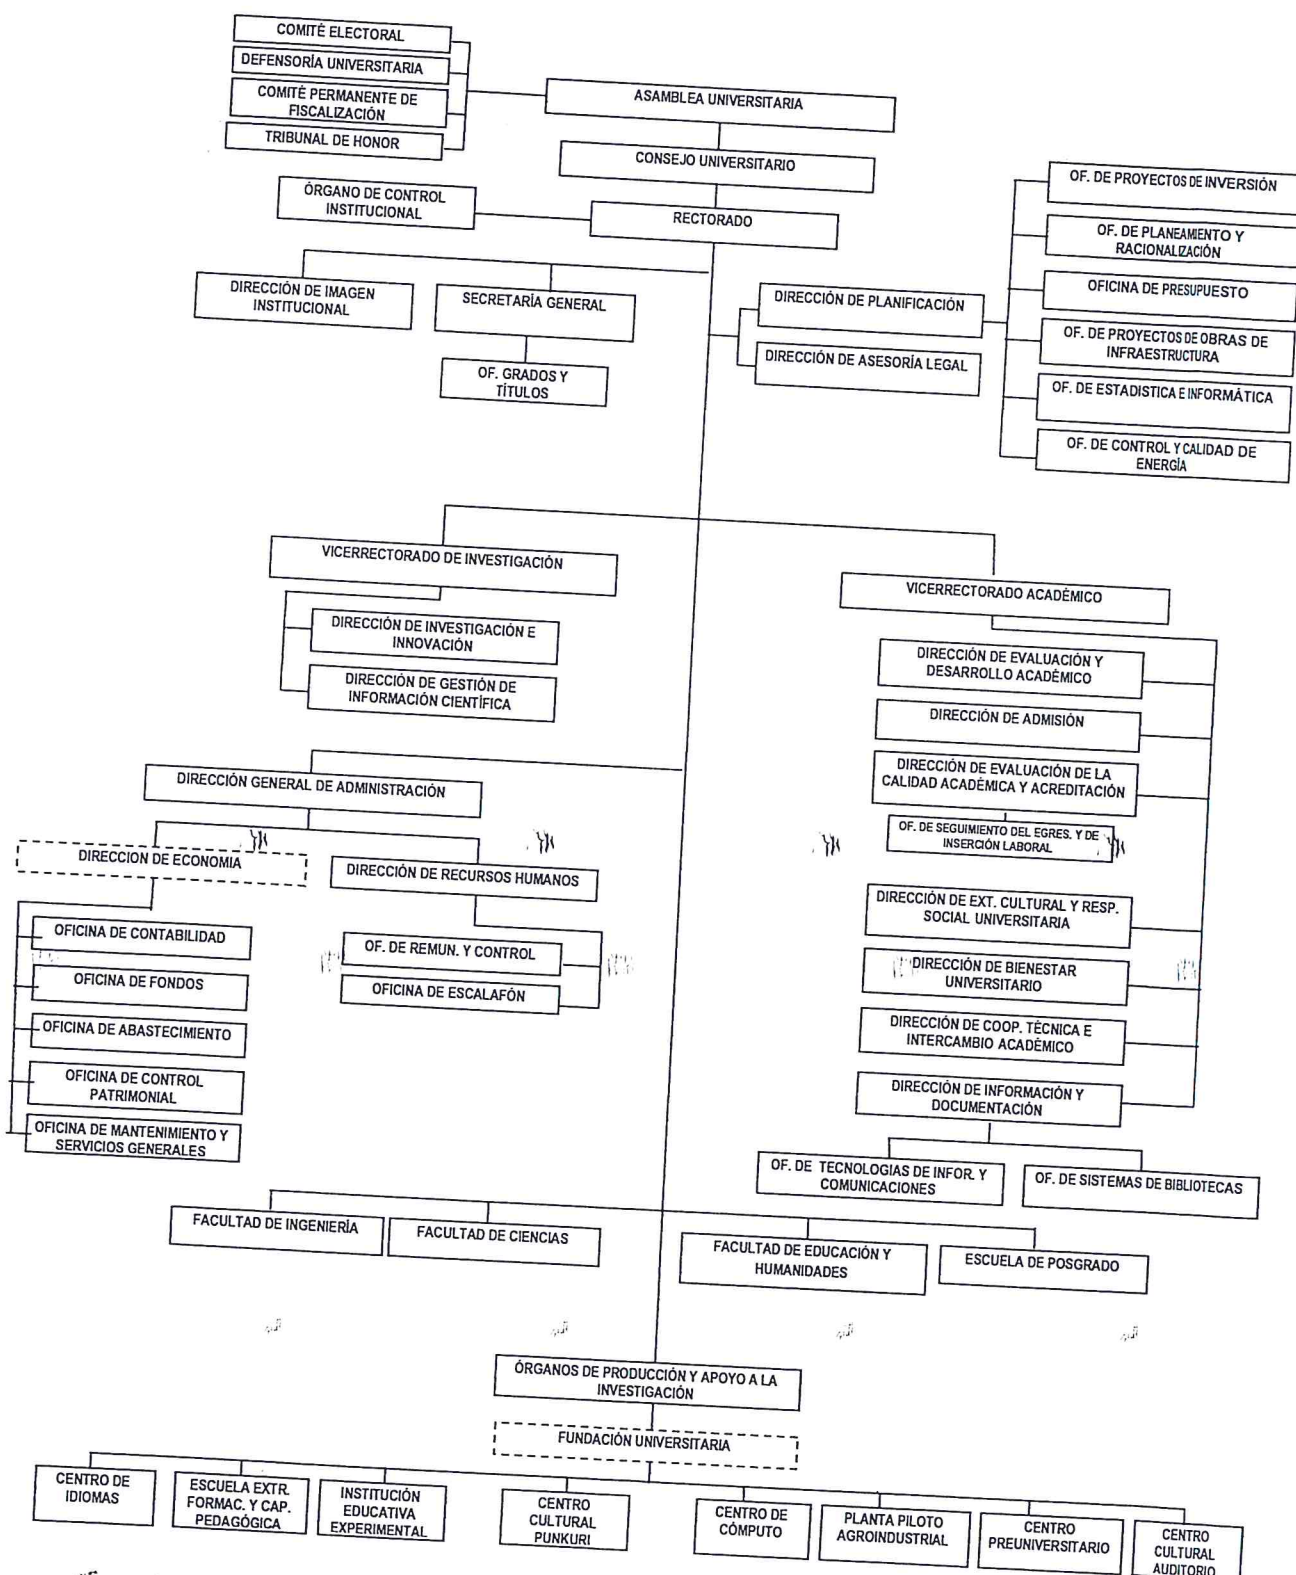 COMITÉ ELECTORAL
DEFENSORÍA UNIVERSITARIA
COMITÉ PERMANENTE DE
FISCALIZACIÓN
TRIBUNAL DE HONOR
ASAMBLEA UNIVERSITARIA
CONSEJO UNIVERSITARIO
ÓRGANO DE CONTROL
INSTITUCIONAL
RECTORADO
DIRECCIÓN DE IMAGEN
INSTITUCIONAL
SECRETARÍA GENERAL
OF. GRADOS Y
TÍTULOS
DIRECCIÓN DE PLANIFICACIÓN
DIRECCIÓN DE ASESORÍA LEGAL
OF. DE PROYECTOS DE INVERSIÓN
OF. DE PLANEAMIENTO Y
RACIONALIZACIÓN
OFICINA DE PRESUPUESTO
OF. DE PROYECTOS DE OBRAS DE
INFRAESTRUCTURA
OF. DE ESTADISTICA E INFORMÁTICA
OF. DE CONTROL Y CALIDAD DE
ENERGÍA
VICERRECTORADO DE INVESTIGACIÓN
DIRECCIÓN DE INVESTIGACIÓN E
INNOVACIÓN
DIRECCIÓN DE GESTIÓN DE
INFORMACIÓN CIENTÍFICA
VICERRECTORADO ACADÉMICO
DIRECCIÓN DE EVALUACIÓN Y
DESARROLLO ACADÉMICO
DIRECCIÓN DE ADMISIÓN
DIRECCIÓN DE EVALUACIÓN DE LA
CALIDAD ACADÉMICA Y ACREDITACIÓN
OF. DE SEGUIMIENTO DEL EGRES. Y DE
INSERCIÓN LABORAL
DIRECCIÓN DE EXT. CULTURAL Y RESP.
SOCIAL UNIVERSITARIA
DIRECCIÓN DE BIENESTAR
UNIVERSITARIO
DIRECCIÓN DE COOP. TÉCNICA E
INTERCAMBIO ACADÉMICO
DIRECCIÓN DE INFORMACIÓN Y
DOCUMENTACIÓN
OF. DE TECNOLOGIAS DE INFOR. Y
COMUNICACIONES
OF. DE SISTEMAS DE BIBLIOTECAS
DIRECCIÓN GENERAL DE ADMINISTRACIÓN
DIRECCION DE ECONOMIA
DIRECCIÓN DE RECURSOS HUMANOS
OFICINA DE CONTABILIDAD
OFICINA DE FONDOS
OFICINA DE ABASTECIMIENTO
OFICINA DE CONTROL
PATRIMONIAL
OFICINA DE MANTENIMIENTO Y
SERVICIOS GENERALES
OF. DE REMUN. Y CONTROL
OFICINA DE ESCALAFÓN
FACULTAD DE INGENIERÍA
FACULTAD DE CIENCIAS
FACULTAD DE EDUCACIÓN Y
HUMANIDADES
ESCUELA DE POSGRADO
ÓRGANOS DE PRODUCCIÓN Y APOYO A LA
INVESTIGACIÓN
FUNDACIÓN UNIVERSITARIA
CENTRO DE
IDIOMAS
ESCUELA EXTR.
FORMAC. Y CAP.
PEDAGÓGICA
INSTITUCIÓN
EDUCATIVA
EXPERIMENTAL
CENTRO
CULTURAL
PUNKURI
CENTRO DE
CÓMPUTO
PLANTA PILOTO
AGROINDUSTRIAL
CENTRO
PREUNIVERSITARIO
CENTRO
CULTURAL
AUDITORIO